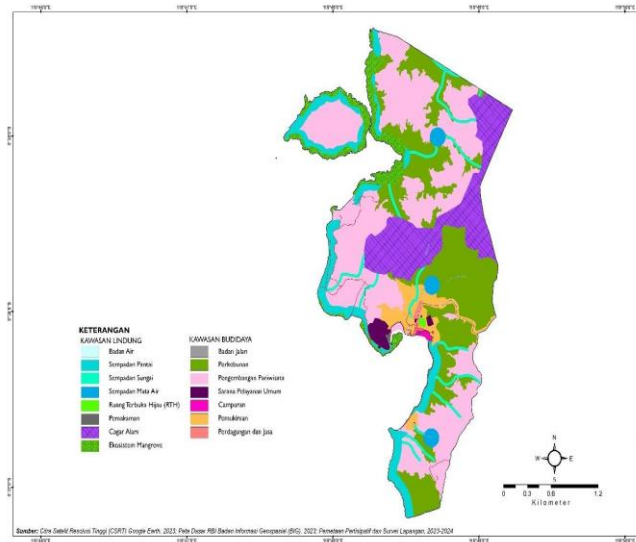 KETERANGAN
KAWASAN LINDUNG
Badan Air
Sempadan Pantai
Sempadan Sungai
Sempadan Mata Air
Ruang Terbuka Hijau (RTH)
Pemakaman
Cagar Alam
Ekosistem Mangrove
KAWASAN BUDIDAYA
Badan Jalan
Perkebunan
Pengembangan Pariwisata
Sarana Pelayanan Umum
Campuran
Pemukiman
Perdagangan dan Jasa
N
W E
S
0 0.3 0.6 1.2
Kilometer
Sumber: Citra Satelit Resolusi Tinggi (CSRT) Google Earth, 2023; Peta Dasar RBI Badan Informasi Geospasial (BIG), 2023; Pemetaan Partisipatif dan Survei Lapangan, 2023-2024